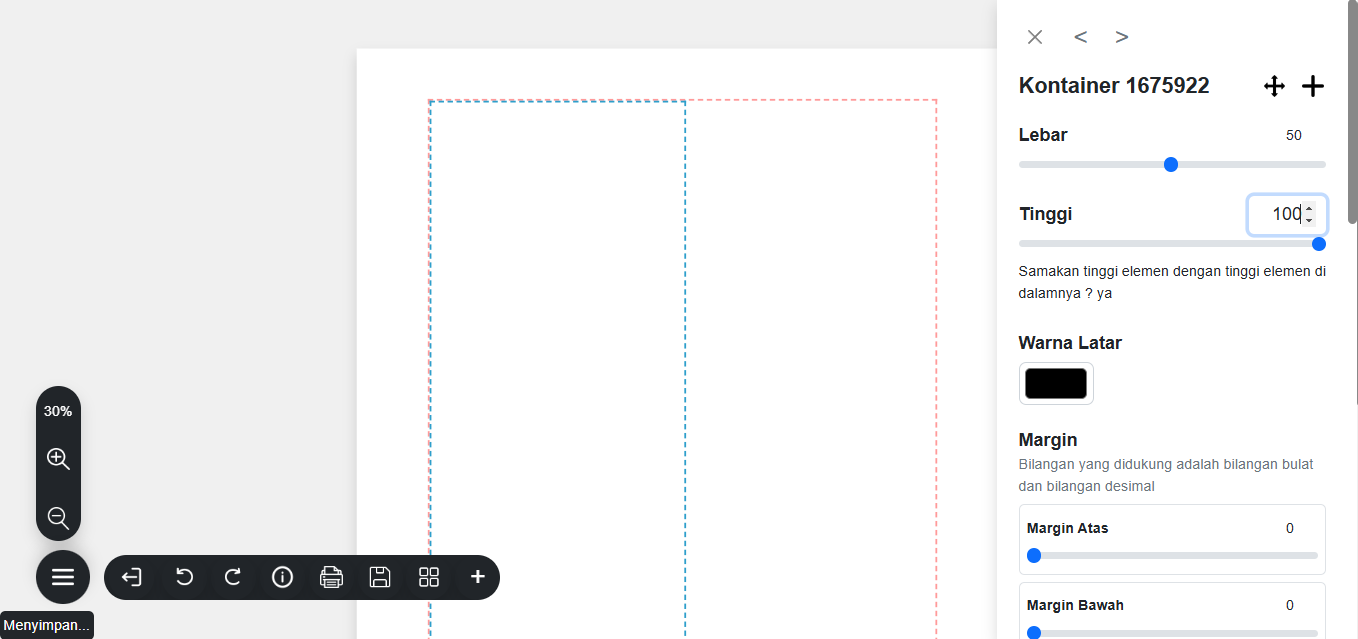 < >
Kontainer 1675922
Lebar 50
Tinggi 100
Samakan tinggi elemen dengan tinggi elemen di
dalamnya ? ya
Warna Latar
30%
Margin
Bilangan yang didukung adalah bilangan bulat
dan bilangan desimal
Margin Atas 0
Margin Bawah 0
Menyimpan...